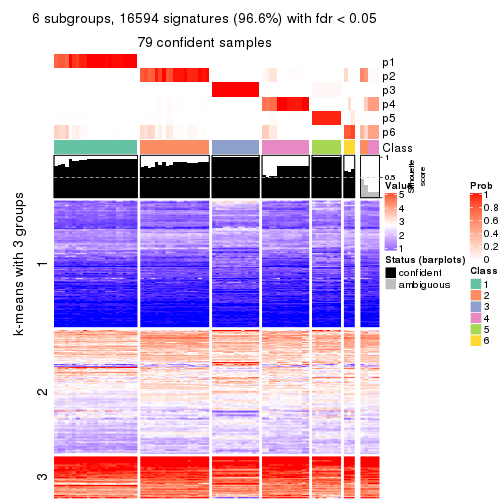 6 subgroups, 16594 signatures (96.6%) with fdr < 0.05
79 confident samples
p1
p2
p3
p4
p5
p6
Class
1
0.5
0
Silhouette
score
k-means with 3 groups
1
2
3
Value
5
4
3
2
1
Status (barplots)
confident
ambiguous
Prob
1
0.8
0.6
0.4
0.2
0
Class
1
2
3
4
5
6